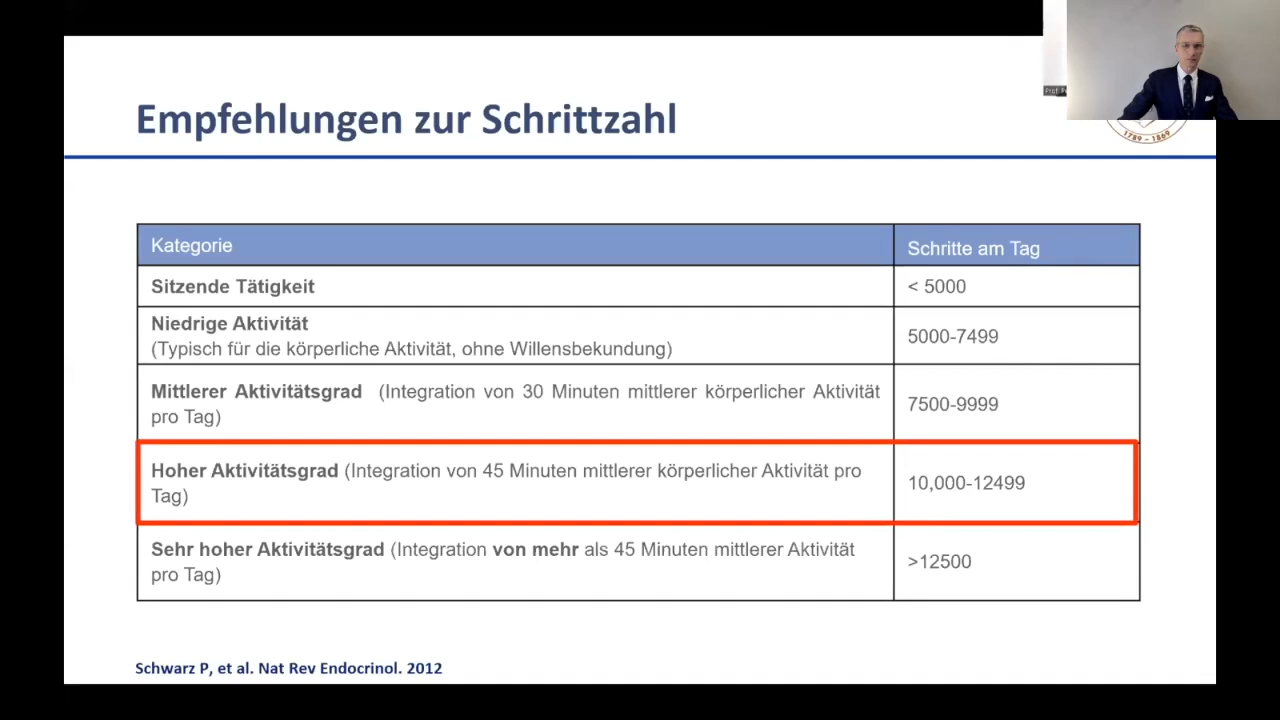 Empfehlungen zur Schrittzahl
Prof.
1789 – 1869
Kategorie
Schritte am Tag
Sitzende Tätigkeit
< 5000
Niedrige Aktivität
(Typisch für die körperliche Aktivität, ohne Willensbekundung)
5000-7499
Mittlerer Aktivitätsgrad (Integration von 30 Minuten mittlerer körperlicher Aktivität
pro Tag)
7500-9999
Hoher Aktivitätsgrad (Integration von 45 Minuten mittlerer körperlicher Aktivität pro
Tag)
10,000-12499
Sehr hoher Aktivitätsgrad (Integration von mehr als 45 Minuten mittlerer Aktivität
pro Tag)
>12500
Schwarz P, et al. Nat Rev Endocrinol. 2012